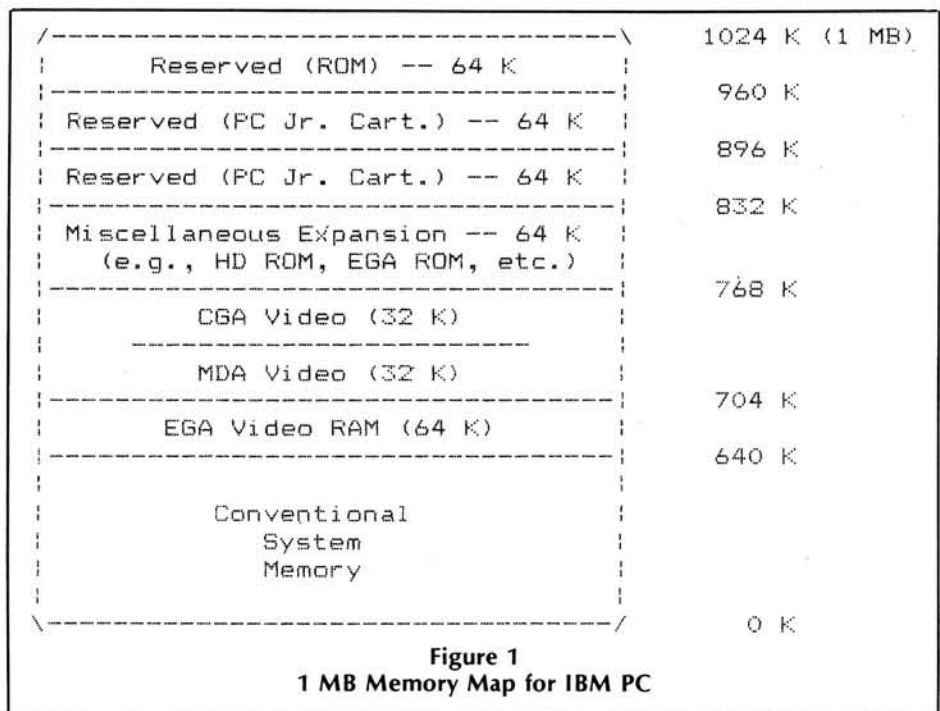 /-----------------------------------\ 1024 K (1 MB)
| Reserved (ROM) -- 64 K |
|-----------------------------------| 960 K
| Reserved (PC Jr. Cart.) -- 64 K |
|-----------------------------------| 896 K
| Reserved (PC Jr. Cart.) -- 64 K |
|-----------------------------------| 832 K
| Miscellaneous Expansion -- 64 K |
| (e.g., HD ROM, EGA ROM, etc.) |
|-----------------------------------| 768 K
| CGA Video (32 K) |
| ------------------------- |
| MDA Video (32 K) |
|-----------------------------------| 704 K
| EGA Video RAM (64 K) |
|-----------------------------------| 640 K
| Conventional |
| System |
| Memory |
\-----------------------------------/ 0 K
Figure 1
1 MB Memory Map for IBM PC